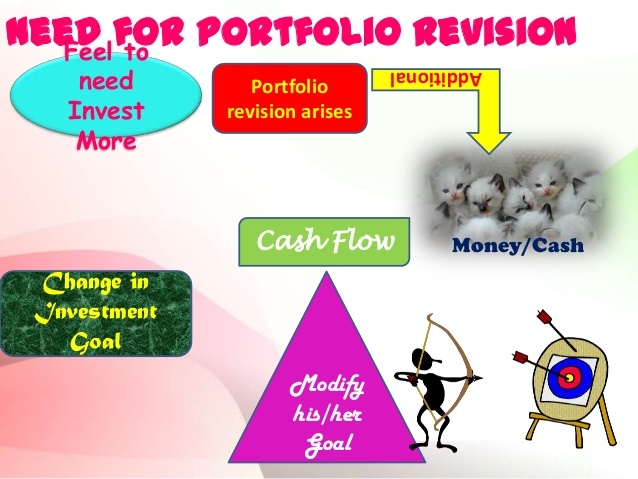 NEED FOR PORTFOLIO REVISION
Feel to
need
Invest
More
Portfolio
revision arises
Additional
Money/Cash
Cash Flow
Change in
Investment
Goal
Modify
his/her
Goal